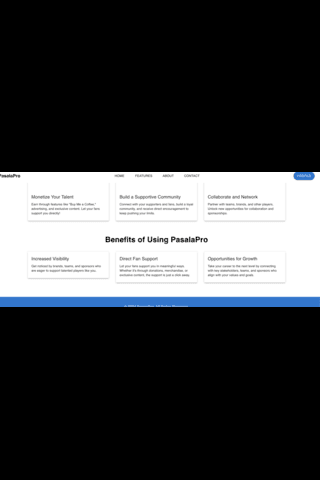 PasalaPro
HOME FEATURES ABOUT CONTACT
Monetize Your Talent
Earn through features like "Buy Me a Coffee,"
advertising, and exclusive content. Let your fans
support you directly!
Build a Supportive Community
Connect with your supporters and fans, build a loyal
community, and receive direct encouragement to
keep pushing your limits.
Collaborate and Network
Partner with teams, brands, and other players.
Unlock new opportunities on collaboration and
sponsorships.
Benefits of Using PasalaPro
Increased Visibility
Get noticed by brands, teams, and sponsors who
are eager to support talented players like you.
Direct Fan Support
Let your fans support you in meaningful ways.
Whether it's through donations, merchandise, or
exclusive content, the support is just a click away.
Opportunities for Growth
Take your career to the next level by connecting
with key stakeholders, teams, and sponsors who
align with your values and goals.